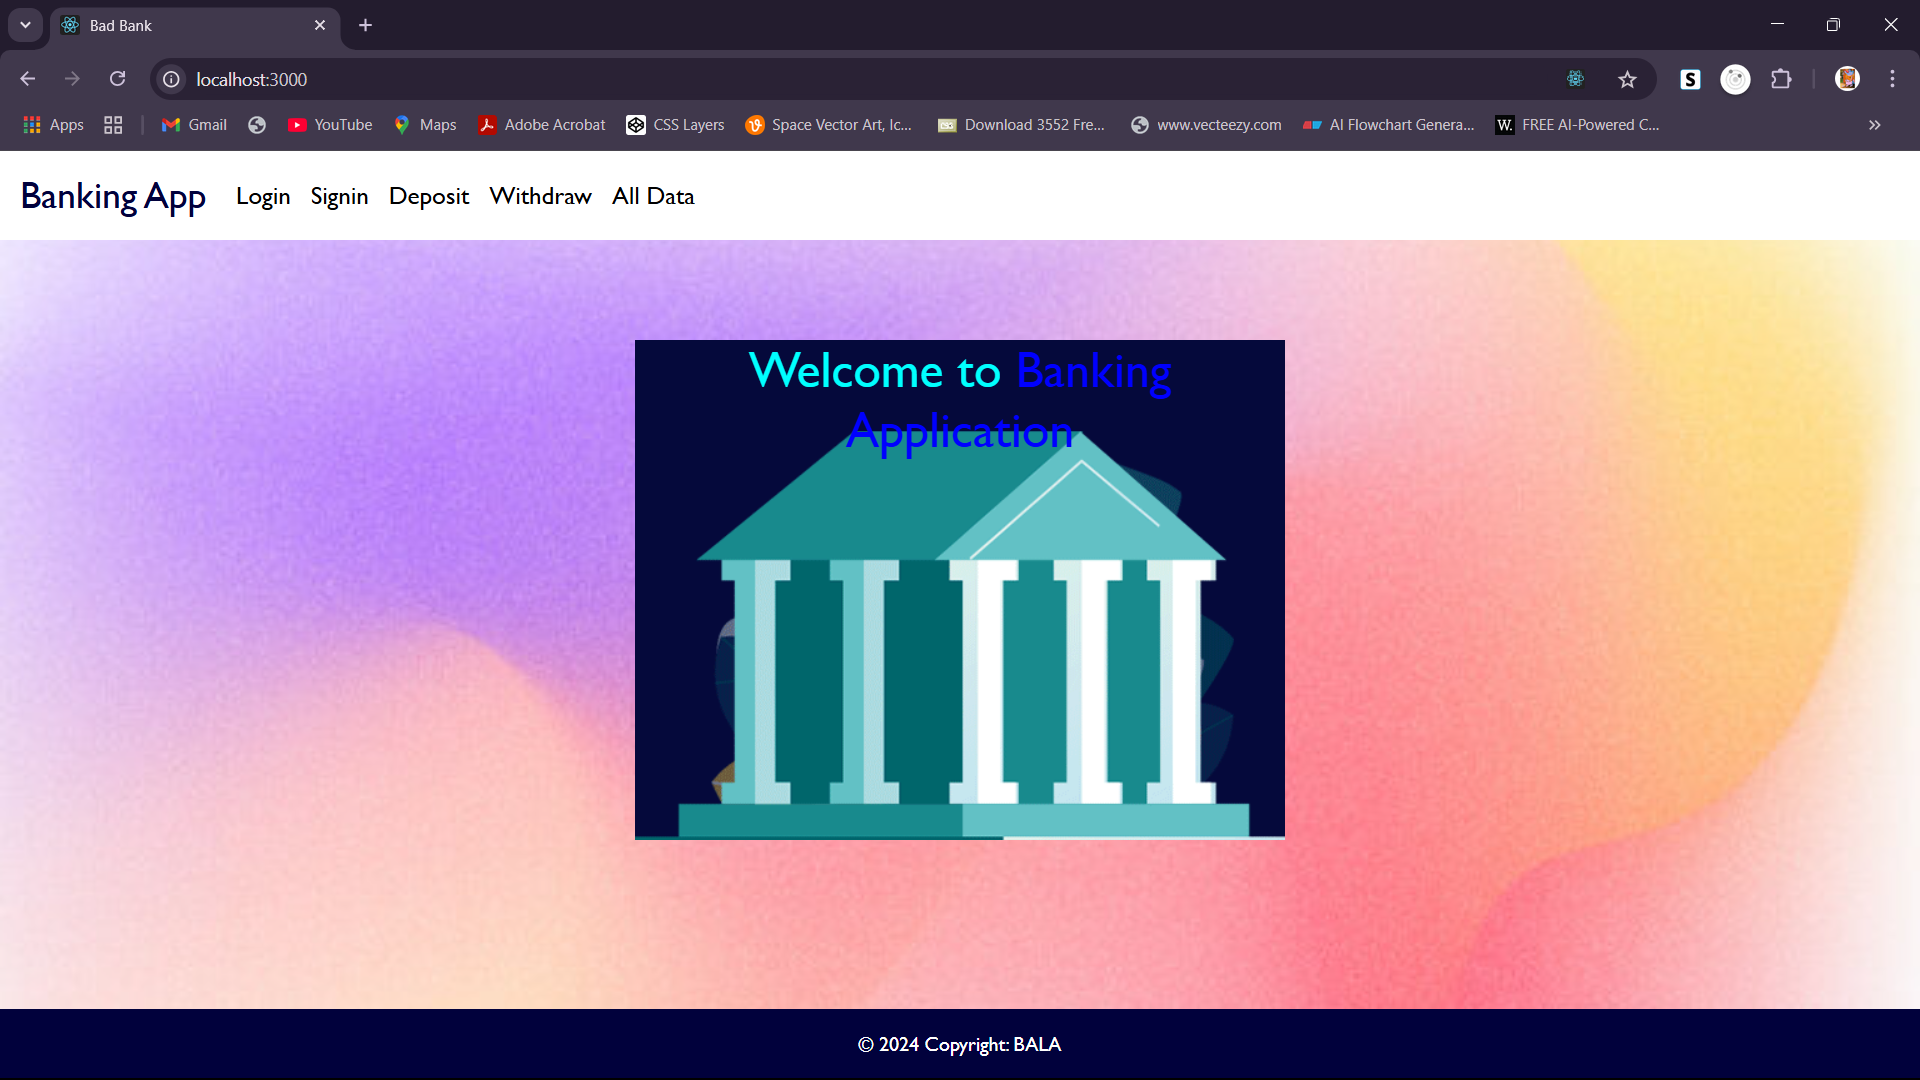 Bad Bank
localhost:3000
S
Apps
Gmail
YouTube
Maps
Adobe Acrobat
CSS Layers
Space Vector Art, Ic...
Download 3552 Fre...
www.vecteezy.com
AI Flowchart Genera...
W.
FREE AI-Powered C...
Banking App
Login
Signin
Deposit
Withdraw
All Data
Welcome to Banking
Application
© 2024 Copyright: BALA